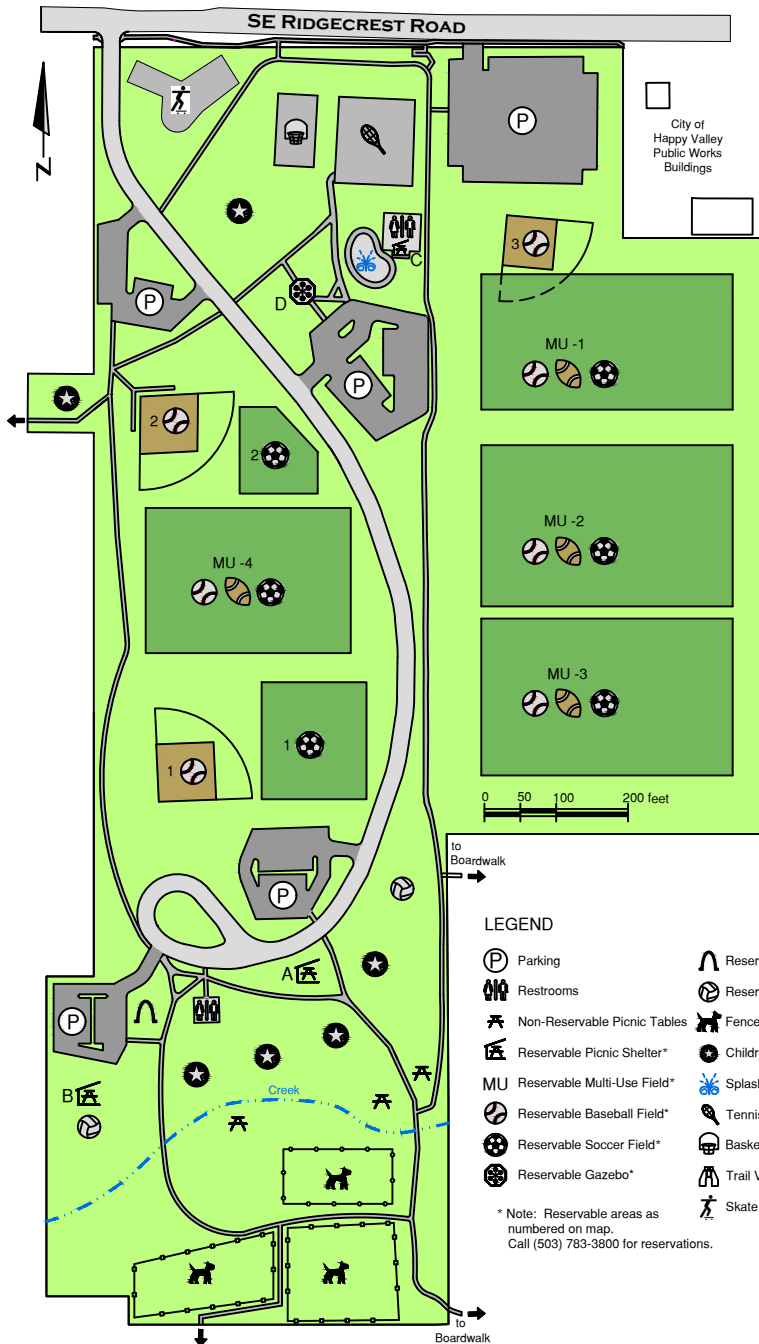 SE RIDGECREST ROAD
N
P
City of
Happy Valley
Public Works
Buildings
3
C
D
P
P
MU -1
2
2
MU -2
MU -4
MU -3
1
1
0 50 100 200 feet
P
to
Boardwalk
A
P
B
Creek
LEGEND
P Parking
Restrooms
Non-Reservable Picnic Tables
Reservable Picnic Shelter*
MU Reservable Multi-Use Field*
Reservable Baseball Field*
Reservable Soccer Field*
Reservable Gazebo*
Reser
Reser
Fence
Childr
Splas
Tennis
Baske
Trail V
Skate
* Note: Reservable areas as
numbered on map.
Call (503) 783-3800 for reservations.
to
Boardwalk